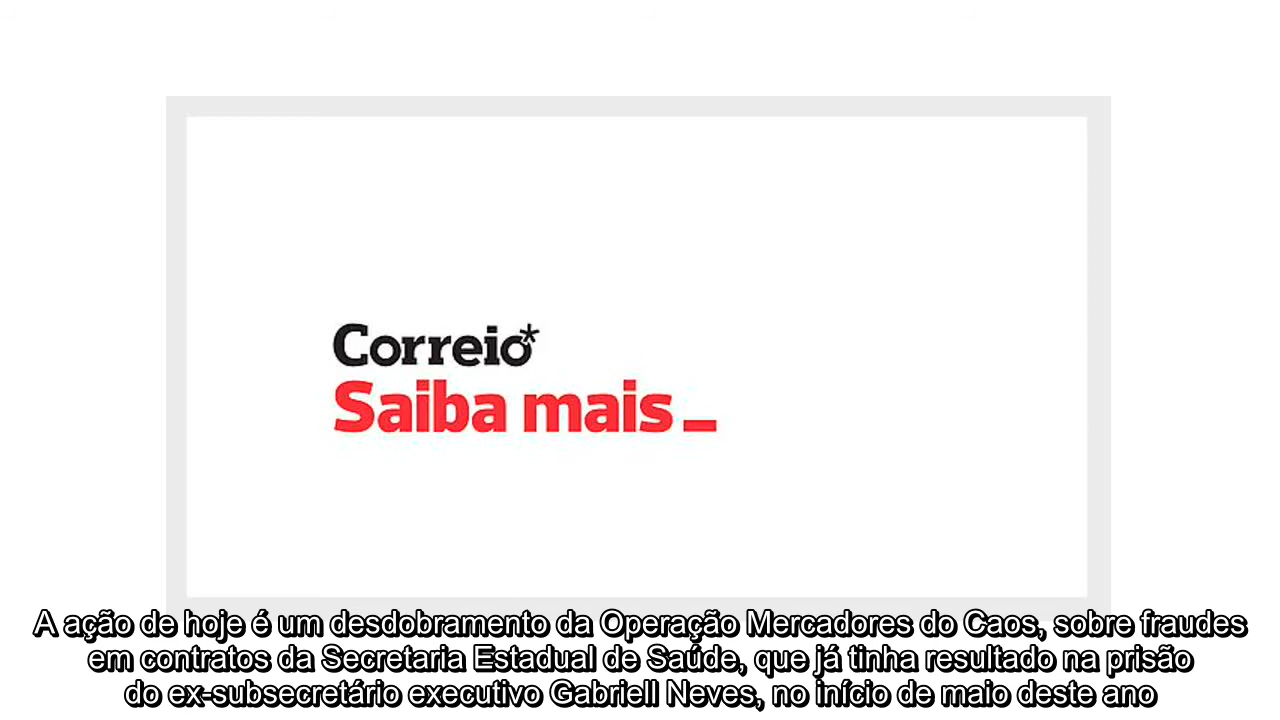 Correio*
Saiba mais_
A ação de hoje é um desdobramento da Operação Mercadores do Caos, sobre fraudes
em contratos da Secretaria Estadual de Saúde, que já tinha resultado na prisão
do ex-subsecretário executivo Gabriell Neves, no início de maio deste ano